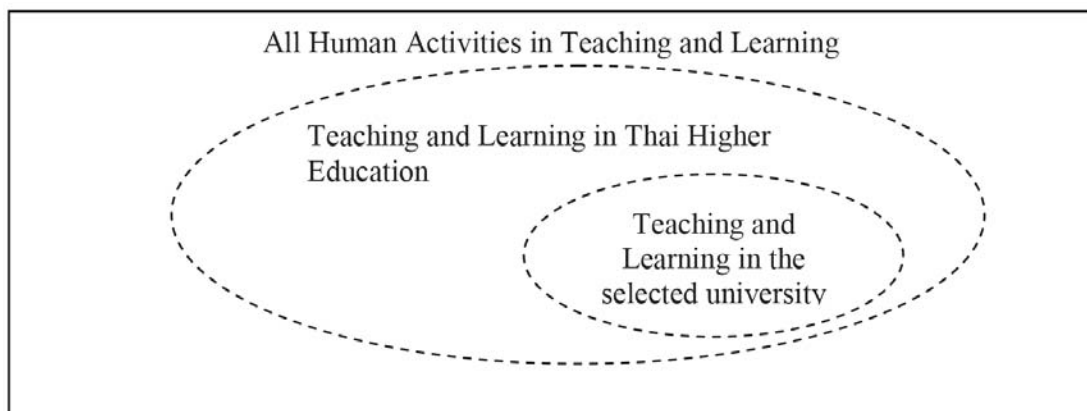 All Human Activities in Teaching and Learning
Teaching and Learning in Thai Higher
Education
Teaching and
Learning in the
selected university